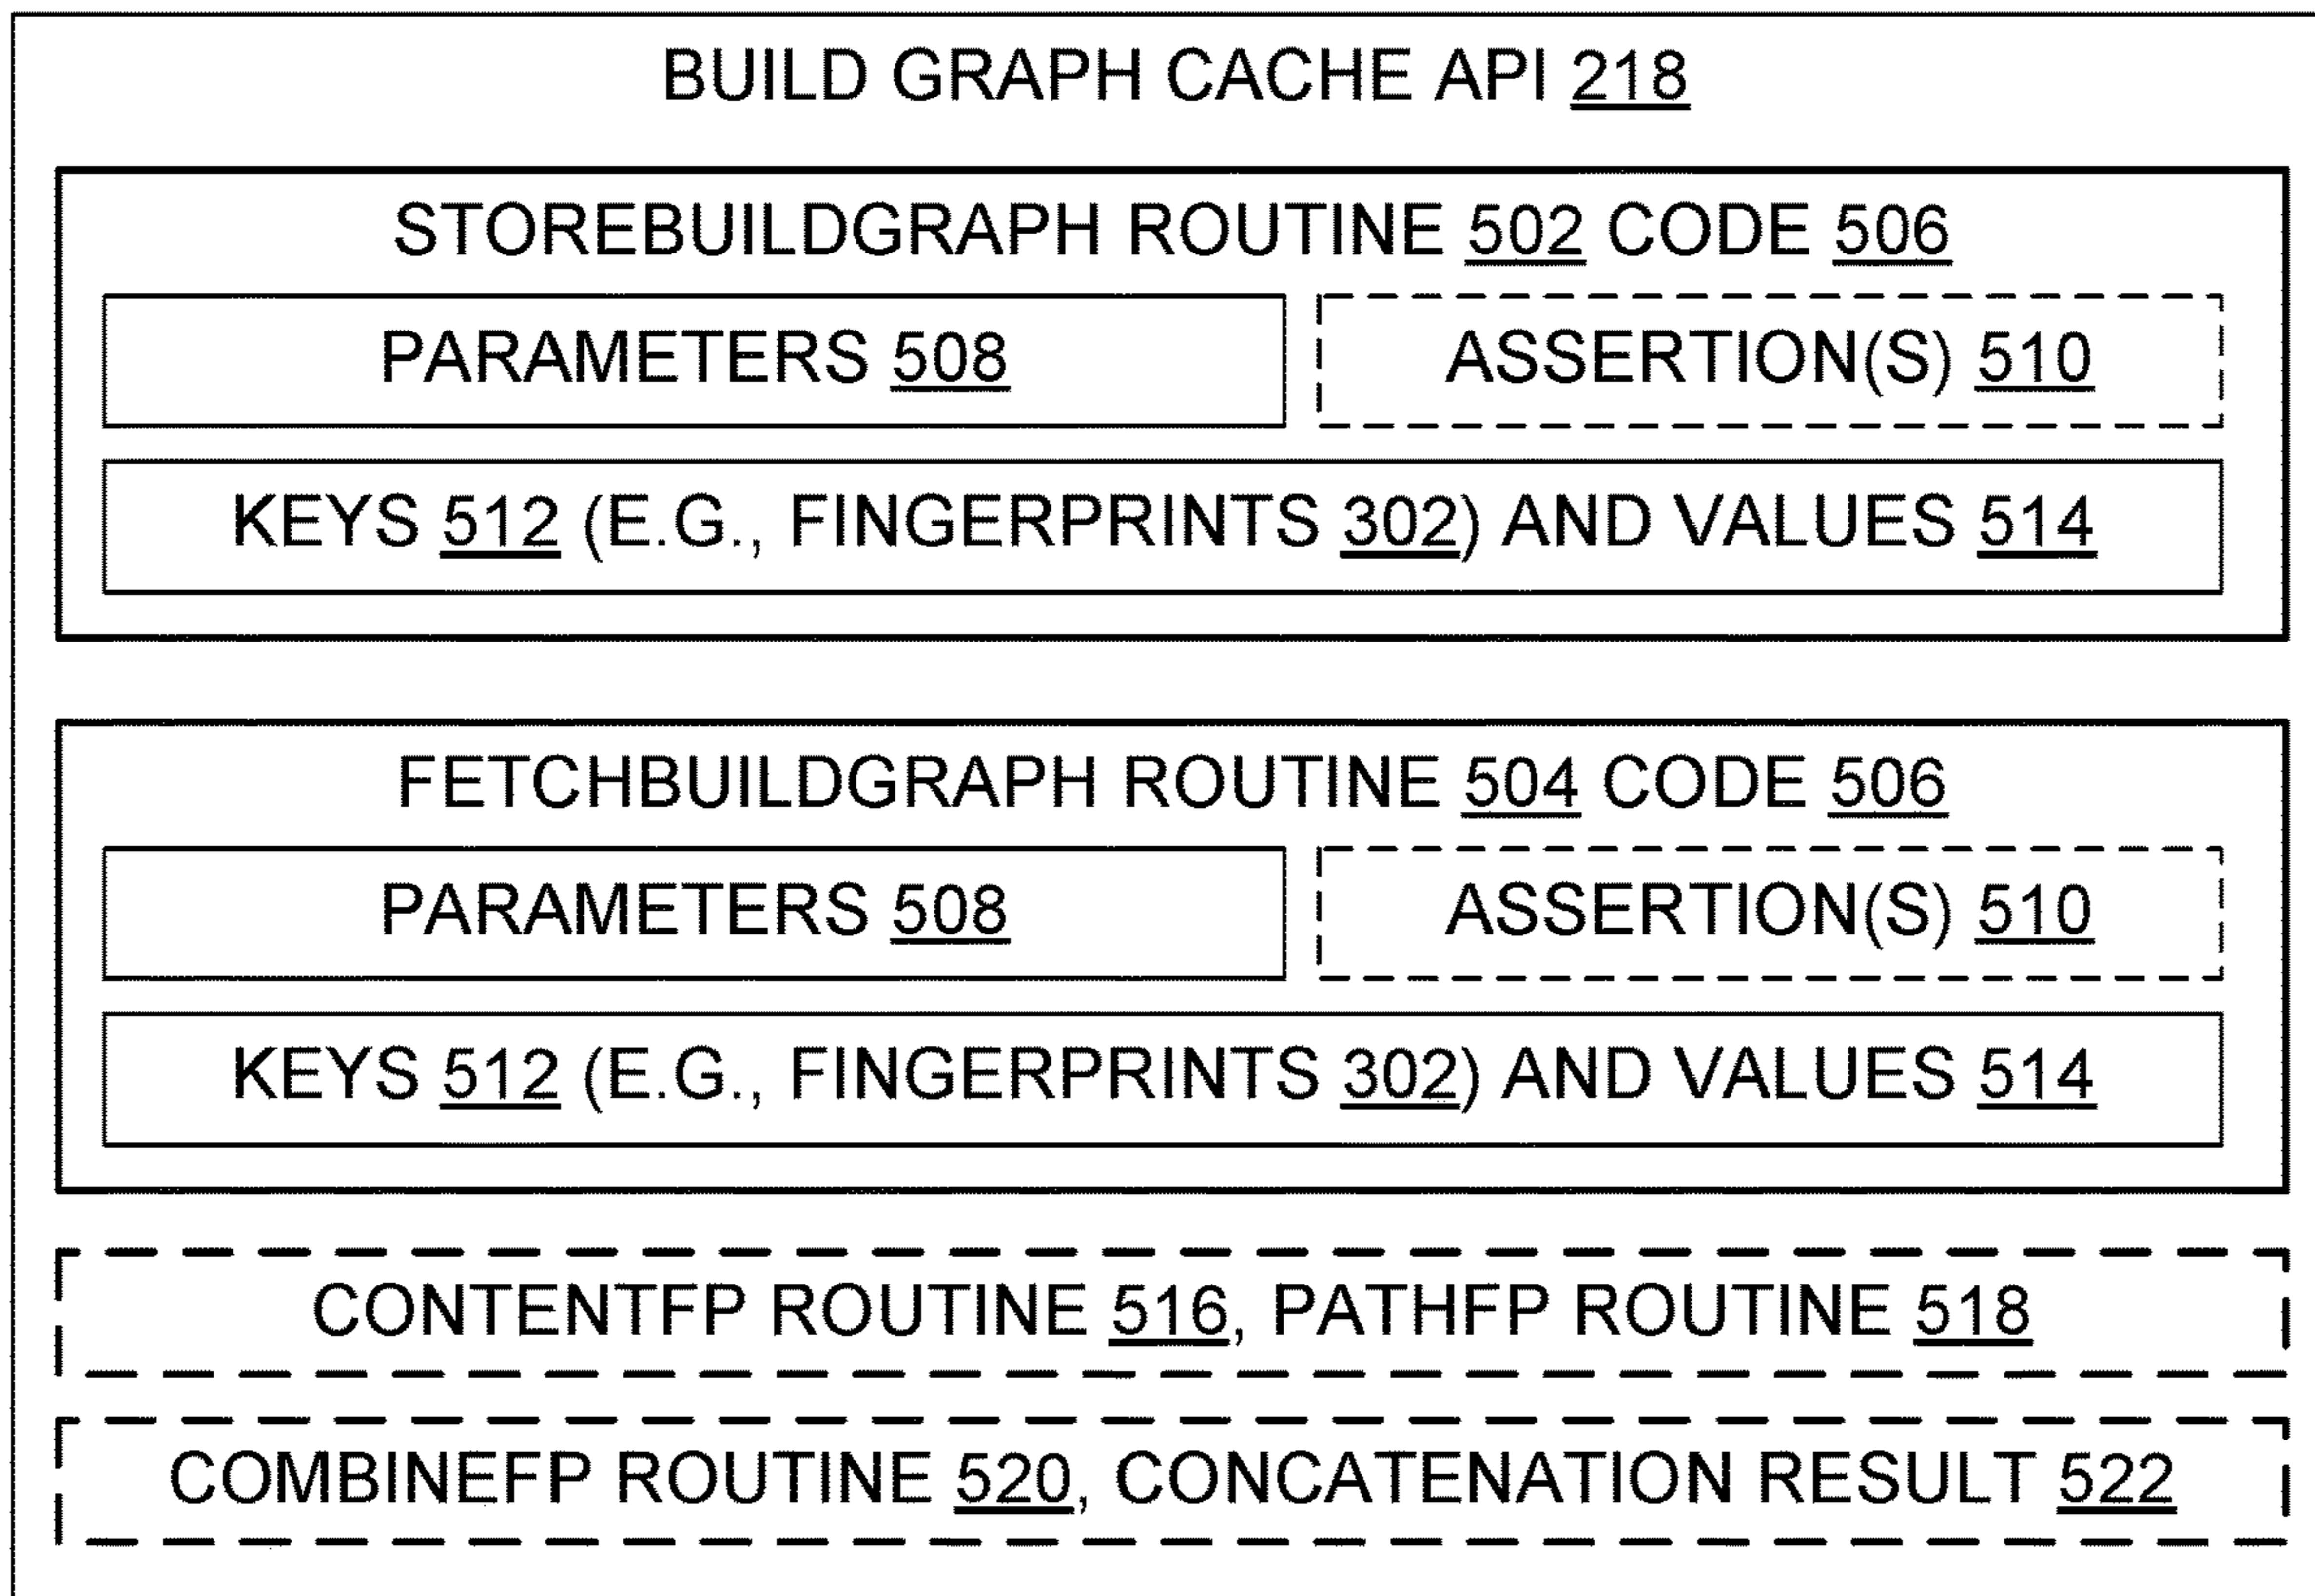 BUILD GRAPH CACHE API 218
STOREBUILDGRAPH ROUTINE 502 CODE 506
PARAMETERS 508
ASSERTION(S) 510
KEYS 512 (E.G., FINGERPRINTS 302) AND VALUES 514
FETCHBUILDGRAPH ROUTINE 504 CODE 506
PARAMETERS 508
ASSERTION(S) 510
KEYS 512 (E.G., FINGERPRINTS 302) AND VALUES 514
CONTENTFP ROUTINE 516, PATHFP ROUTINE 518
COMBINEFP ROUTINE 520, CONCATENATION RESULT 522